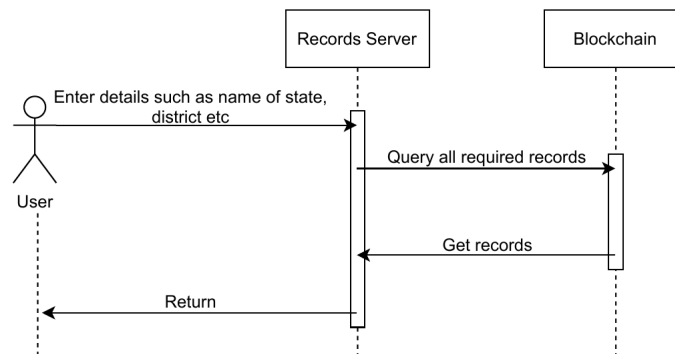 Records Server
Blockchain
Enter details such as name of state,
district etc
Query all required records
User
Get records
Return